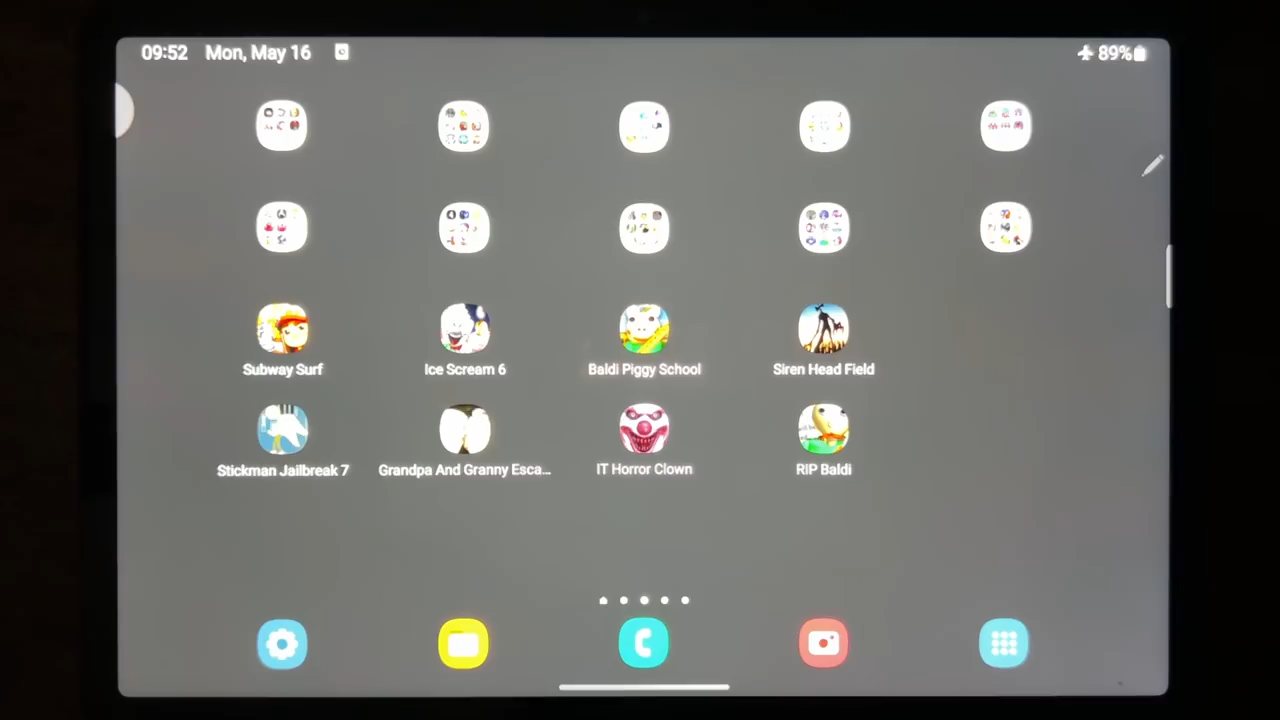 09:52 Mon, May 16 89%
Subway Surf Ice Scream 6 Baldi Piggy School Siren Head Field
Stickman Jailbreak 7 Grandpa And Granny Esca... IT Horror Clown RIP Baldi